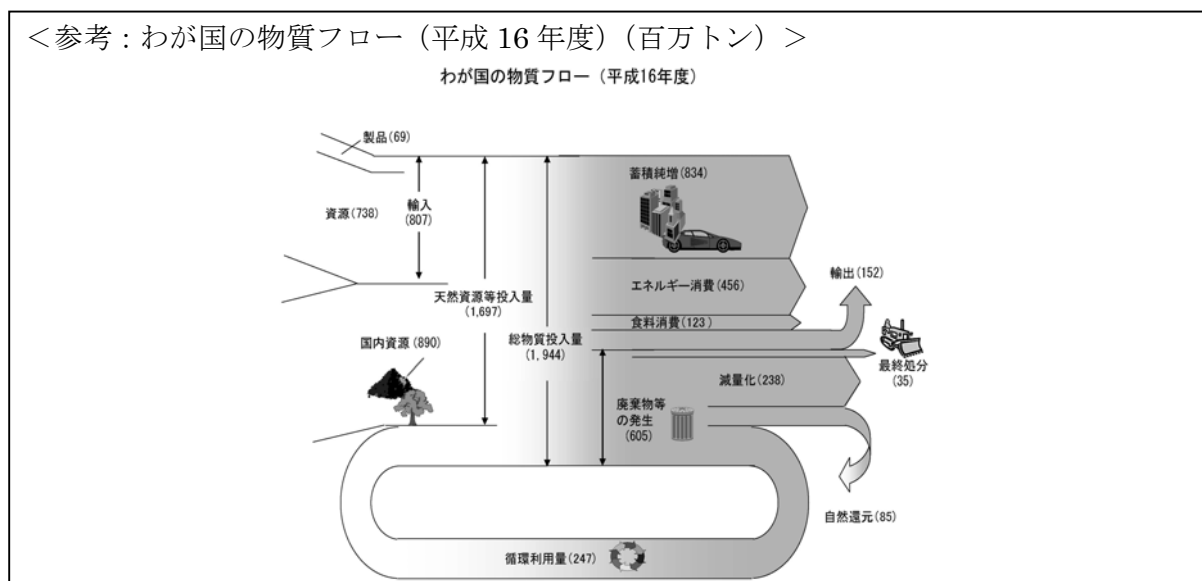 ＜参考：わが国の物質フロー（平成 16 年度）（百万トン）＞
わが国の物質フロー（平成16年度）
製品(69)
資源(738)
輸入
(807)
国内資源(890)
天然資源等投入量
(1,697)
総物質投入量
(1,944)
蓄積純増(834)
エネルギー消費(456)
食料消費(123)
輸出(152)
最終処分
(35)
減量化(238)
廃棄物等
の発生
(605)
自然還元(85)
循環利用量(247)